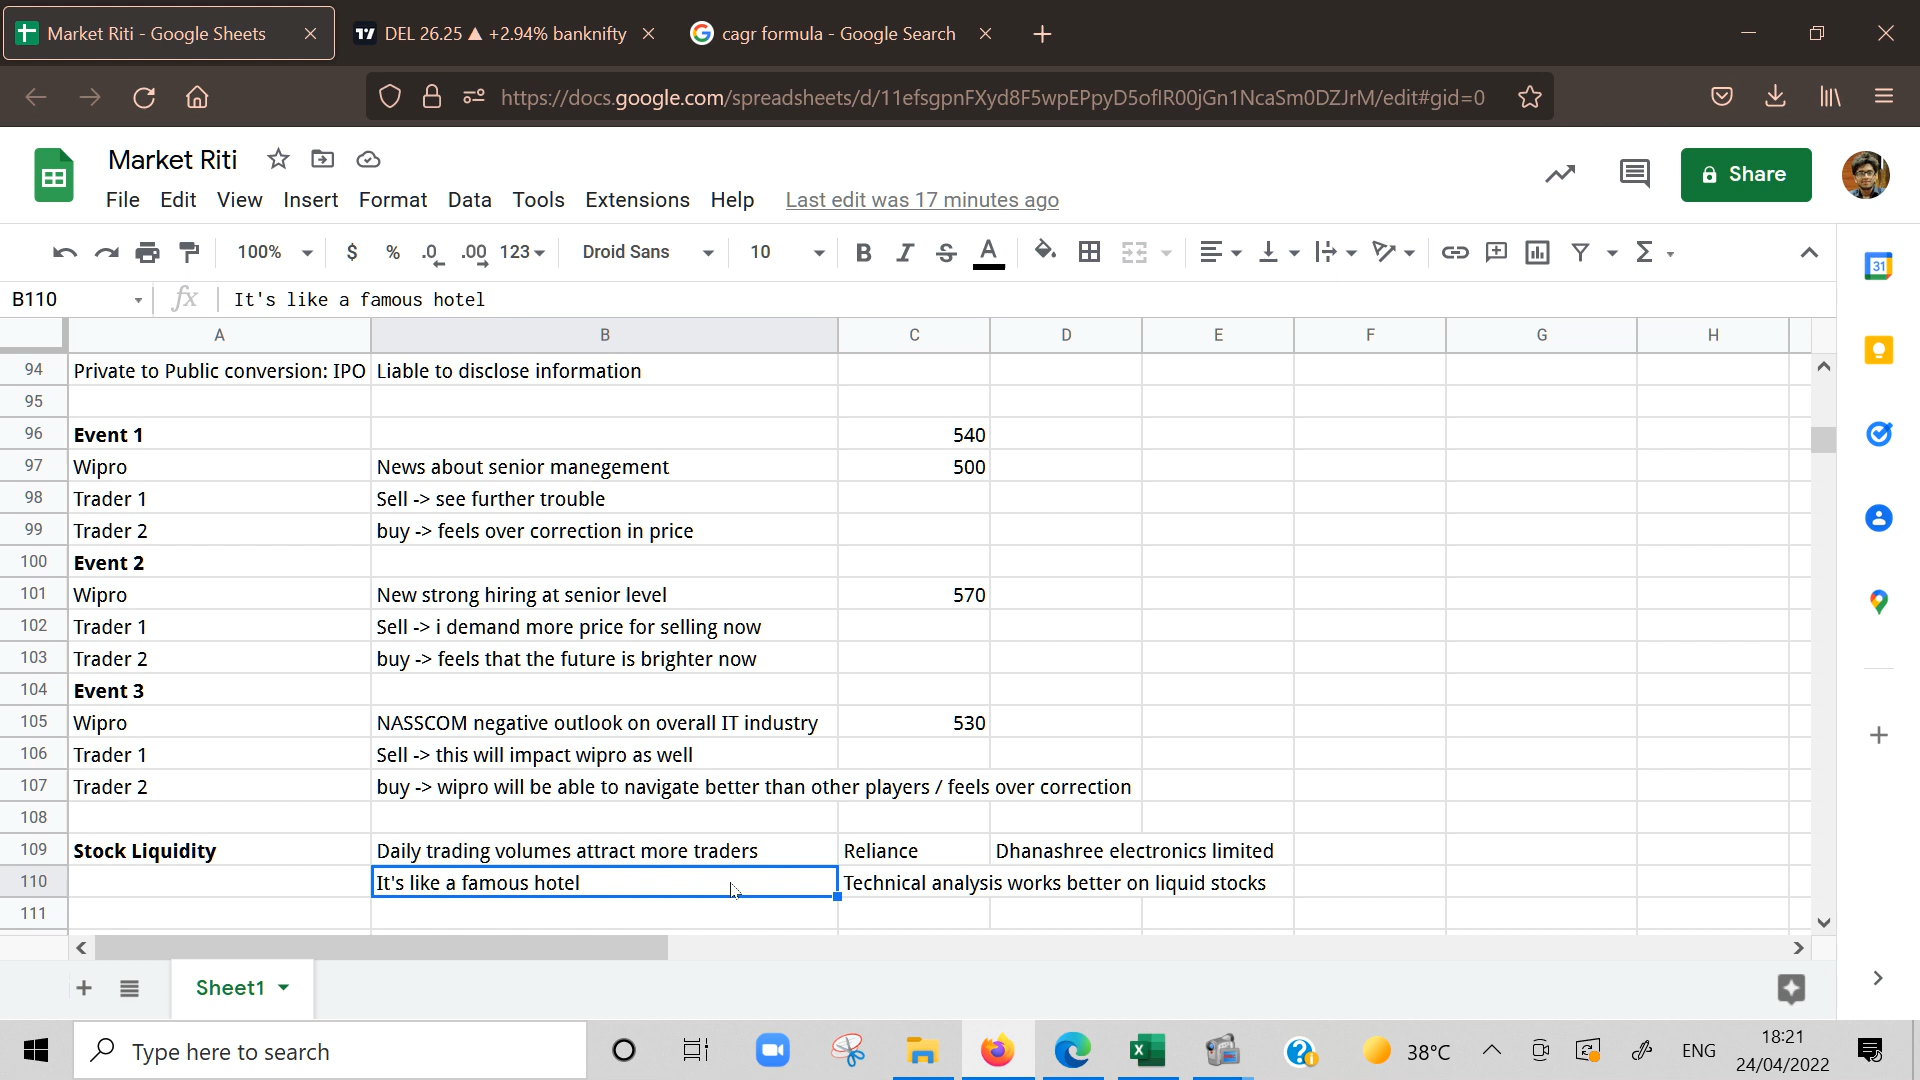 Market Riti - Google Sheets
DEL 26.25 ▲ +2.94% banknifty
cagr formula - Google Search
https://docs.google.com/spreadsheets/d/11efsgpnFXyd8F5wpEPpyD5oflR00jGn1NcaSm0DZJrM/edit#gid=0
Market Riti
File Edit View Insert Format Data Tools Extensions Help Last edit was 17 minutes ago
Share
100% $ % .0 .00 123 Droid Sans 10 B I S A
31
B110 fx It's like a famous hotel
A B C D E F G H
94 Private to Public conversion: IPO Liable to disclose information
95
96 Event 1 540
97 Wipro News about senior manegement 500
98 Trader 1 Sell -> see further trouble
99 Trader 2 buy -> feels over correction in price
100 Event 2
101 Wipro New strong hiring at senior level 570
102 Trader 1 Sell -> i demand more price for selling now
103 Trader 2 buy -> feels that the future is brighter now
104 Event 3
105 Wipro NASSCOM negative outlook on overall IT industry 530
106 Trader 1 Sell -> this will impact wipro as well
107 Trader 2 buy -> wipro will be able to navigate better than other players / feels over correction
108
109 Stock Liquidity Daily trading volumes attract more traders Reliance Dhanashree electronics limited
110 It's like a famous hotel Technical analysis works better on liquid stocks
111
Sheet1
Type here to search
38°C
ENG
18:21
24/04/2022